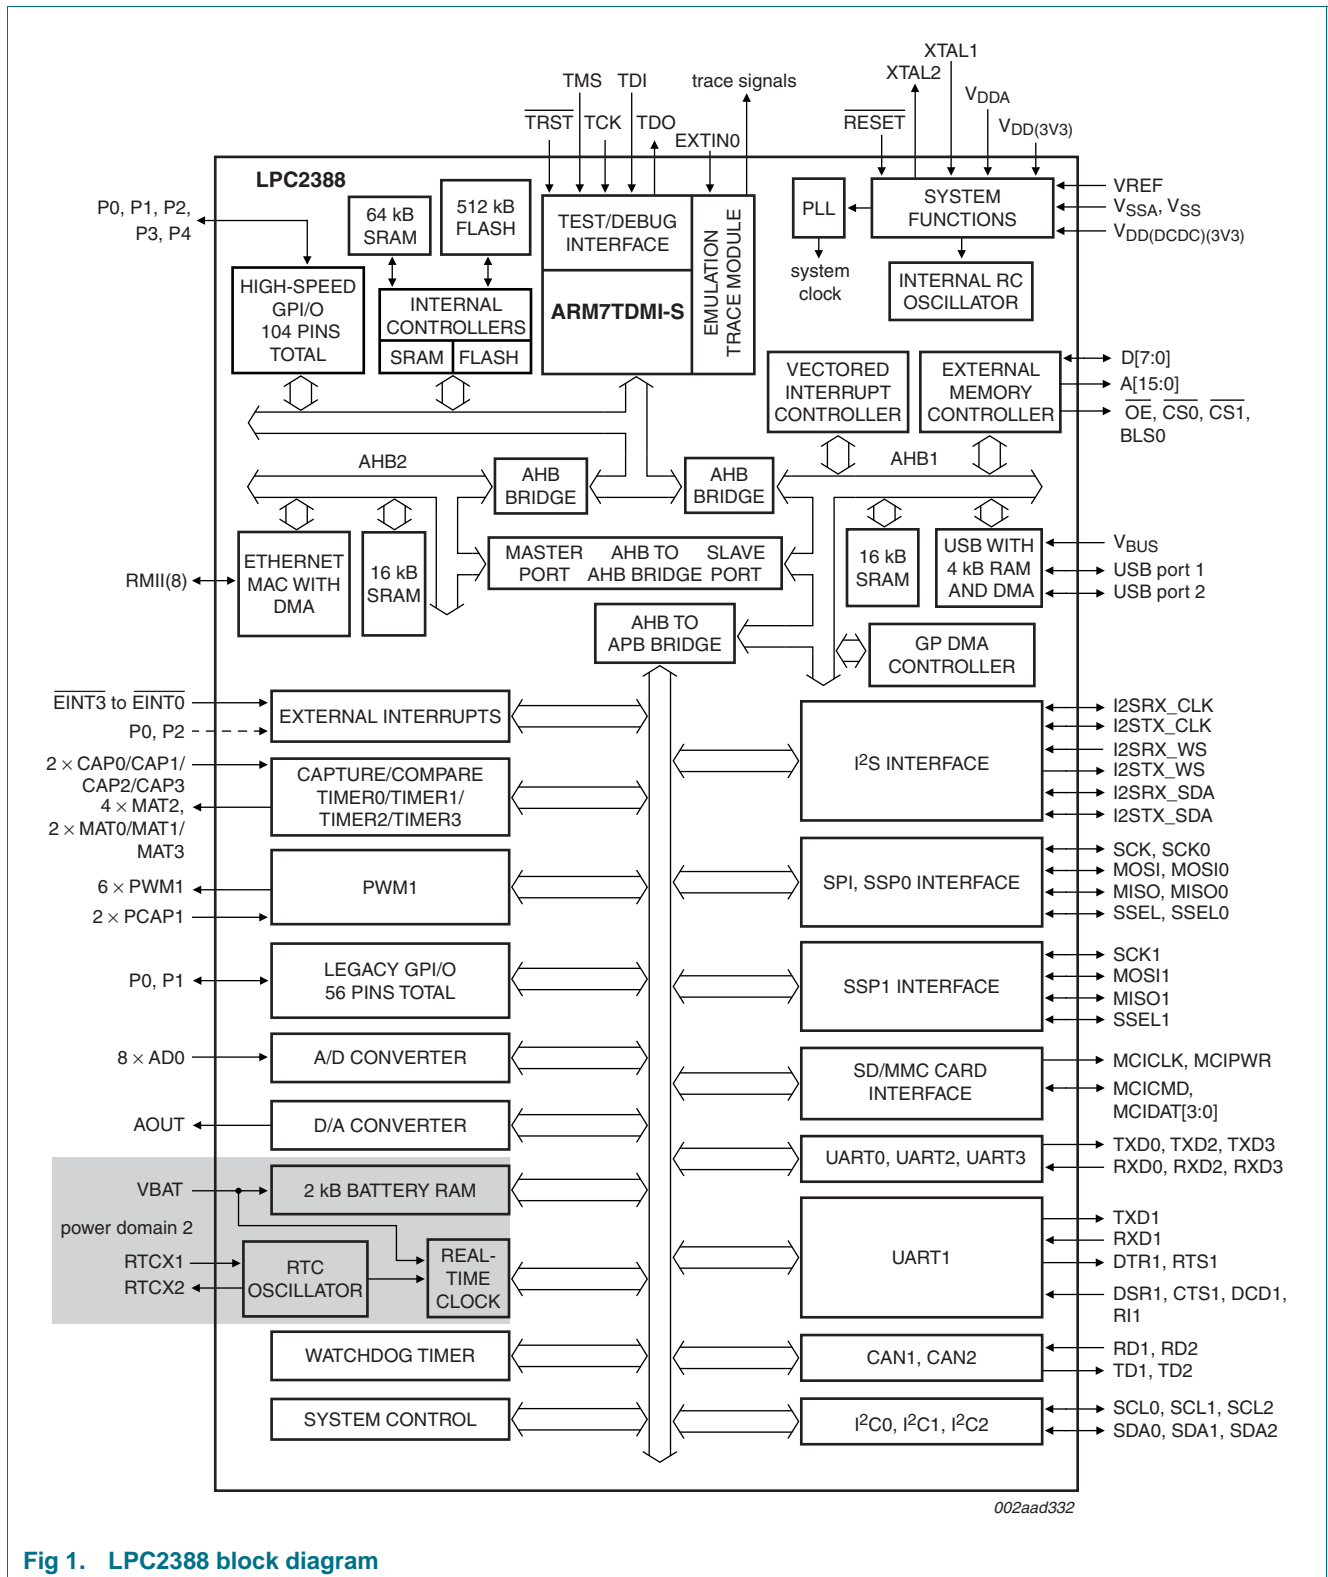 XTAL1
XTAL2
TMS TDI
trace signals
VDDA
TRST TCK TDO
EXTIN0
RESET
VDD(3V3)
LPC2388
P0, P1, P2,
P3, P4
64 kB
SRAM
512 kB
FLASH
TEST/DEBUG
INTERFACE
EMULATION
TRACE MODULE
PLL
SYSTEM
FUNCTIONS
VREF
VSSA, VSS
VDD(DCDC)(3V3)
system
clock
INTERNAL RC
OSCILLATOR
HIGH-SPEED
GPI/O
104 PINS
TOTAL
INTERNAL
CONTROLLERS
SRAM FLASH
ARM7TDMI-S
VECTORED
INTERRUPT
CONTROLLER
EXTERNAL
MEMORY
CONTROLLER
D[7:0]
A[15:0]
OE, CS0, CS1,
BLS0
AHB2
AHB
BRIDGE
AHB
BRIDGE
AHB1
ETHERNET
MAC WITH
DMA
16 kB
SRAM
MASTER
PORT
AHB TO
AHB BRIDGE
SLAVE
PORT
16 kB
SRAM
USB WITH
4 kB RAM
AND DMA
VBUS
USB port 1
USB port 2
RMII(8)
AHB TO
APB BRIDGE
GP DMA
CONTROLLER
EINT3 to EINT0
P0, P2
EXTERNAL INTERRUPTS
2 × CAP0/CAP1/
CAP2/CAP3
4 × MAT2,
2 × MAT0/MAT1/
MAT3
CAPTURE/COMPARE
TIMER0/TIMER1/
TIMER2/TIMER3
6 × PWM1
2 × PCAP1
PWM1
P0, P1
LEGACY GPI/O
56 PINS TOTAL
8 × AD0
A/D CONVERTER
AOUT
D/A CONVERTER
VBAT
2 kB BATTERY RAM
power domain 2
RTCX1
RTCX2
RTC
OSCILLATOR
REAL-
TIME
CLOCK
WATCHDOG TIMER
SYSTEM CONTROL
I2S INTERFACE
I2SRX_CLK
I2STX_CLK
I2SRX_WS
I2STX_WS
I2SRX_SDA
I2STX_SDA
SPI, SSP0 INTERFACE
SCK, SCK0
MOSI, MOSI0
MISO, MISO0
SSEL, SSEL0
SSP1 INTERFACE
SCK1
MOSI1
MISO1
SSEL1
SD/MMC CARD
INTERFACE
MCICLK, MCIPWR
MCICMD,
MCIDAT[3:0]
UART0, UART2, UART3
TXD0, TXD2, TXD3
RXD0, RXD2, RXD3
UART1
TXD1
RXD1
DTR1, RTS1
DSR1, CTS1, DCD1,
RI1
CAN1, CAN2
RD1, RD2
TD1, TD2
I2C0, I2C1, I2C2
SCL0, SCL1, SCL2
SDA0, SDA1, SDA2
002aad332
Fig 1. LPC2388 block diagram